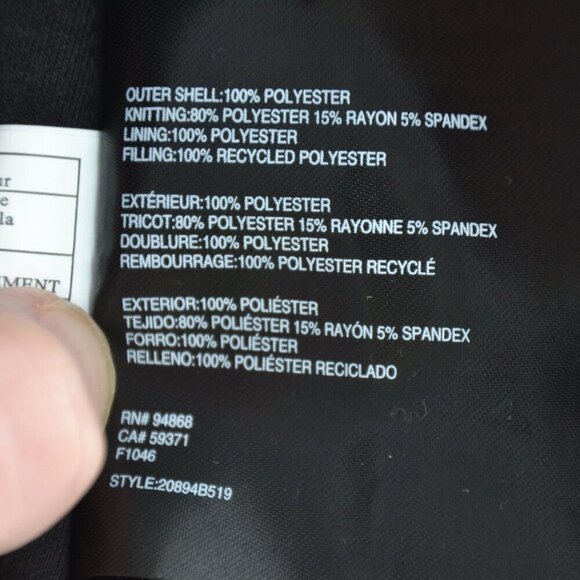 OUTER SHELL:100% POLYESTER
KNITTING:80% POLYESTER 15% RAYON 5% SPANDEX
LINING:100% POLYESTER
FILLING:100% RECYCLED POLYESTER
EXTÉRIEUR:100% POLYESTER
TRICOT:80% POLYESTER 15% RAYONNE 5% SPANDEX
DOUBLURE:100% POLYESTER
REMBOURRAGE:100% POLYESTER RECYCLÉ
EXTERIOR:100% POLIÉSTER
TEJIDO:80% POLIÉSTER 15% RAYÓN 5% SPANDEX
FORRO:100% POLIÉSTER
RELLENO:100% POLIÉSTER RECICLADO
RN# 94868
CA# 59371
F1046
STYLE:20894B519
la